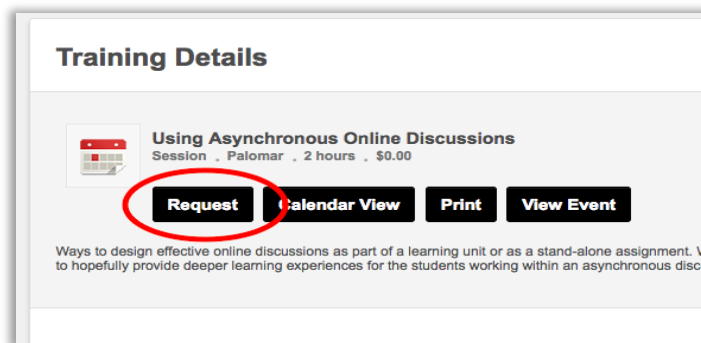 Training Details
Using Asynchronous Online Discussions
Session . Palomar . 2 hours . $0.00
Request Calendar View Print View Event
Ways to design effective online discussions as part of a learning unit or as a stand-alone assignment.
to hopefully provide deeper learning experiences for the students working within an asynchronous